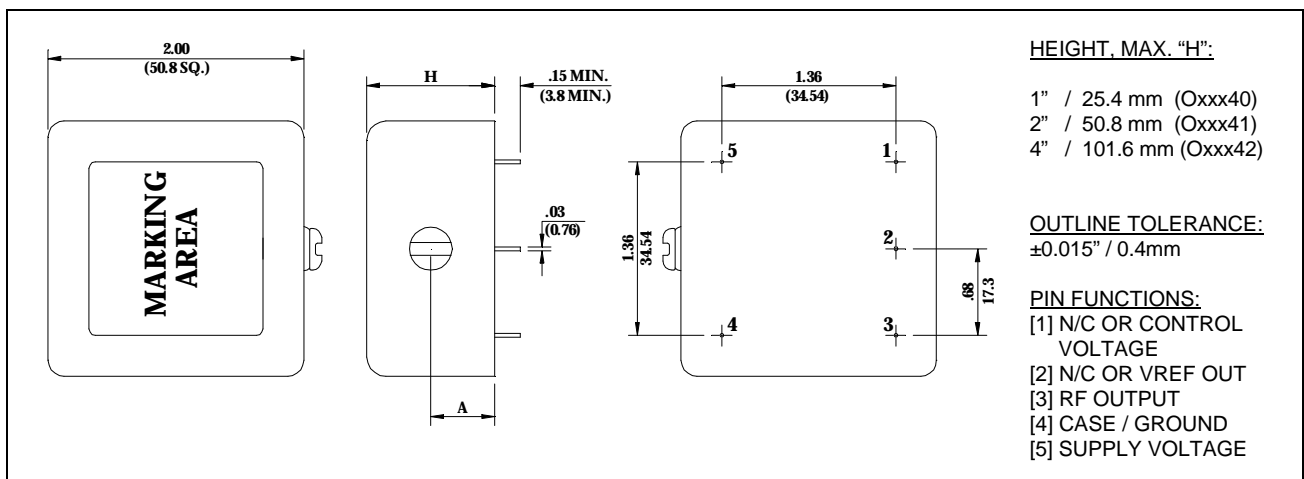 2.00
(50.8 SQ.)
MARKING
AREA
H
.15 MIN.
(3.8 MIN.)
.03
(0.76)
A
1.36
(34.54)
5
1
2
4
3
1.36
34.54
.68
17.3
HEIGHT, MAX. “H”:
1” / 25.4 mm (Oxxx40)
2” / 50.8 mm (Oxxx41)
4” / 101.6 mm (Oxxx42)
OUTLINE TOLERANCE:
±0.015” / 0.4mm
PIN FUNCTIONS:
[1] N/C OR CONTROL
VOLTAGE
[2] N/C OR VREF OUT
[3] RF OUTPUT
[4] CASE / GROUND
[5] SUPPLY VOLTAGE